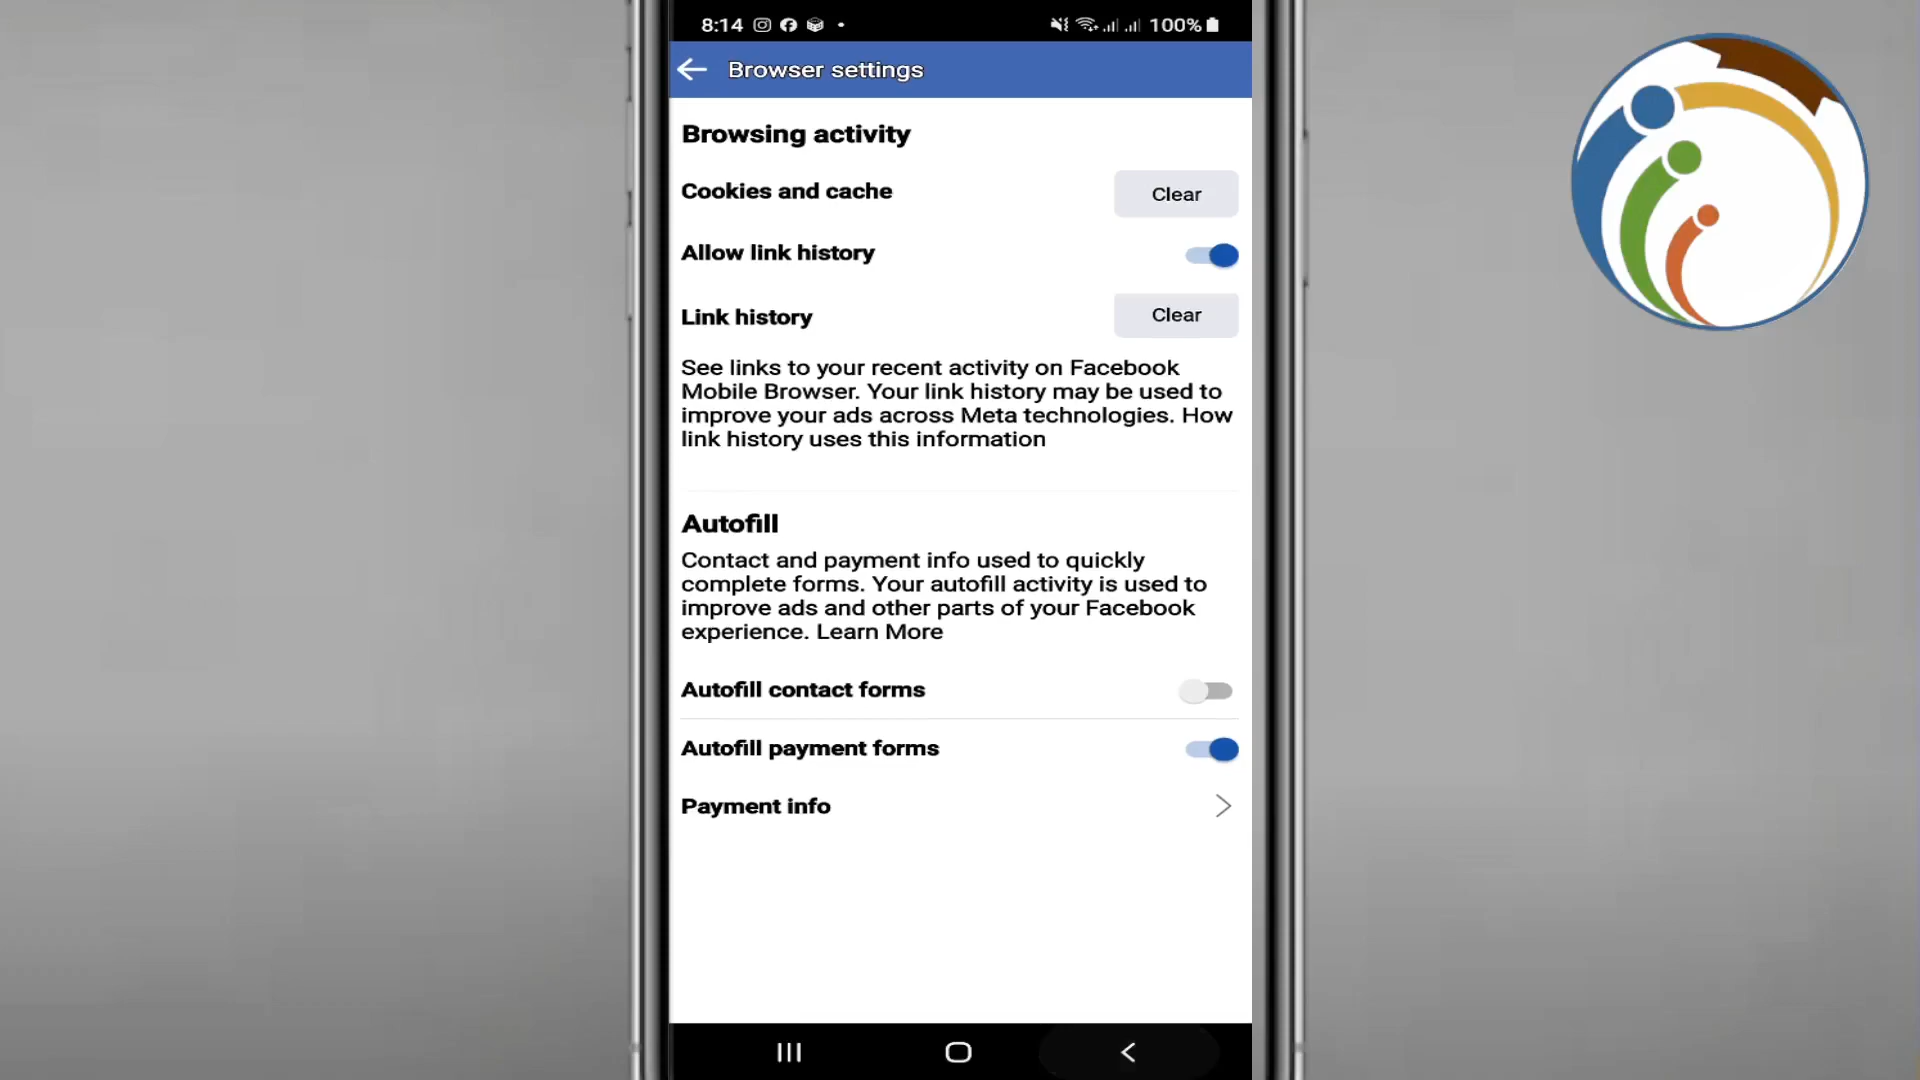 8:14
100%
Browser settings
Browsing activity
Cookies and cache
Clear
Allow link history
Link history
Clear
See links to your recent activity on Facebook
Mobile Browser. Your link history may be used to
improve your ads across Meta technologies. How
link history uses this information
Autofill
Contact and payment info used to quickly
complete forms. Your autofill activity is used to
improve ads and other parts of your Facebook
experience. Learn More
Autofill contact forms
Autofill payment forms
Payment info